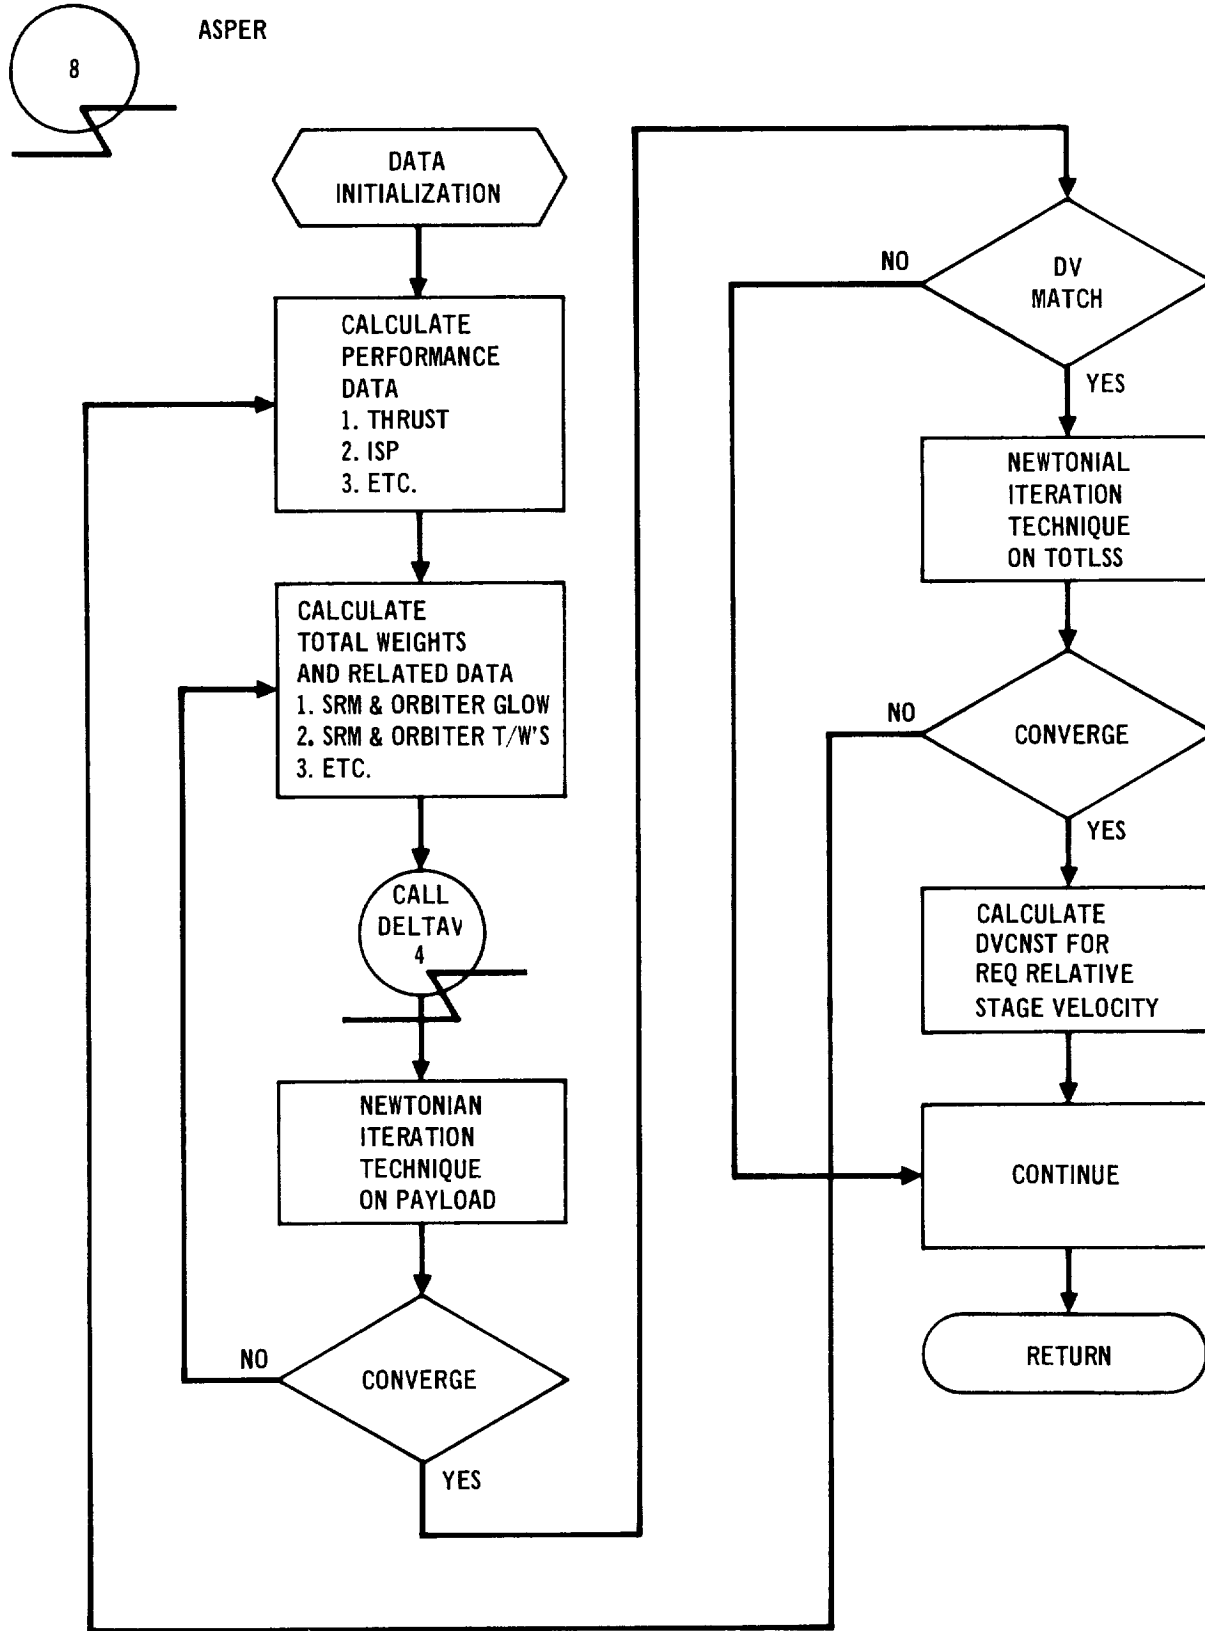 8
ASPER
DATA
INITIALIZATION
CALCULATE
PERFORMANCE
DATA
1. THRUST
2. ISP
3. ETC.
CALCULATE
TOTAL WEIGHTS
AND RELATED DATA
1. SRM & ORBITER GLOW
2. SRM & ORBITER T/W'S
3. ETC.
CALL
DELTAV
4
NEWTONIAN
ITERATION
TECHNIQUE
ON PAYLOAD
NO
CONVERGE
YES
NO
DV
MATCH
YES
NEWTONIAL
ITERATION
TECHNIQUE
ON TOTLSS
NO
CONVERGE
YES
CALCULATE
DVCNST FOR
REQ RELATIVE
STAGE VELOCITY
CONTINUE
RETURN